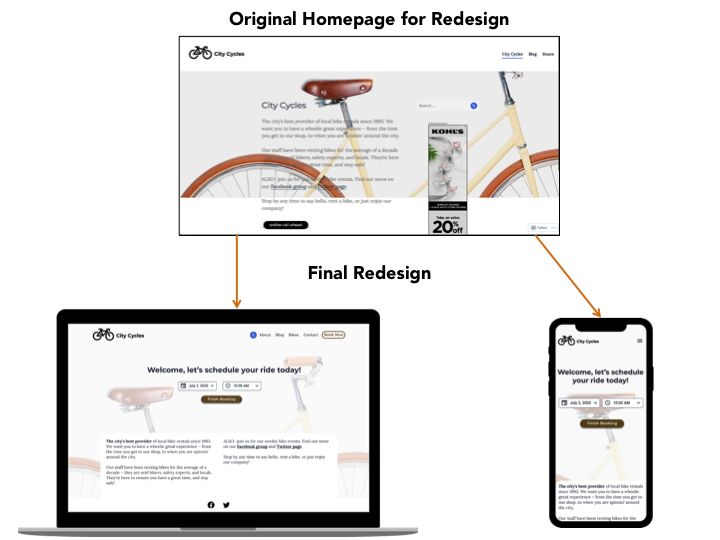 Original Homepage for Redesign
City Cycles
City Cycles Blog Hours
City Cycles
Search ...
The city's best provider of local bike rentals since 1993. We
want you to have a wheelie great experience – from the time
you get to our shop, to when you are spinnin' around the city.
Our staff have been renting bikes for the average of a decade
bikers, safety experts, and locals. They're here
great time, and stay safe!
ALSO: join us for our weekly bike events. Find out more on
our Facebook group and Twitter page.
Stop by any time to say hello, rent a bike, or just enjoy our
company!
online call ahead
KOHL'S
Take an extra
20% off
Follow
Final Redesign
City Cycles
About Blog Bikes Contact Book Now
Welcome, let's schedule your ride today!
July 2, 2020 10:00 AM
Finish Booking
The city's best provider of local bike rentals since 1993.
We want you to have a wheelie great experience – from
the time you get to our shop, to when you are spinnin'
around the city.
Our staff have been renting bikes for the average of a
decade – they are avid bikers, safety experts, and locals.
They're here to ensure you have a great time, and stay
safe!
ALSO: join us for our weekly bike events. Find out more
on our Facebook group and Twitter page.
Stop by any time to say hello, rent a bike, or just enjoy
our company!
City Cycles
Welcome, let's schedule
your ride today!
July 2, 2020 10:00 AM
Finish Booking
The city's best provider of local bike rentals
since 1993. We want you to have a wheelie
great experience – from the time you get to
our shop, to when you are spinnin' around
the city.
Our staff have been renting bikes for the